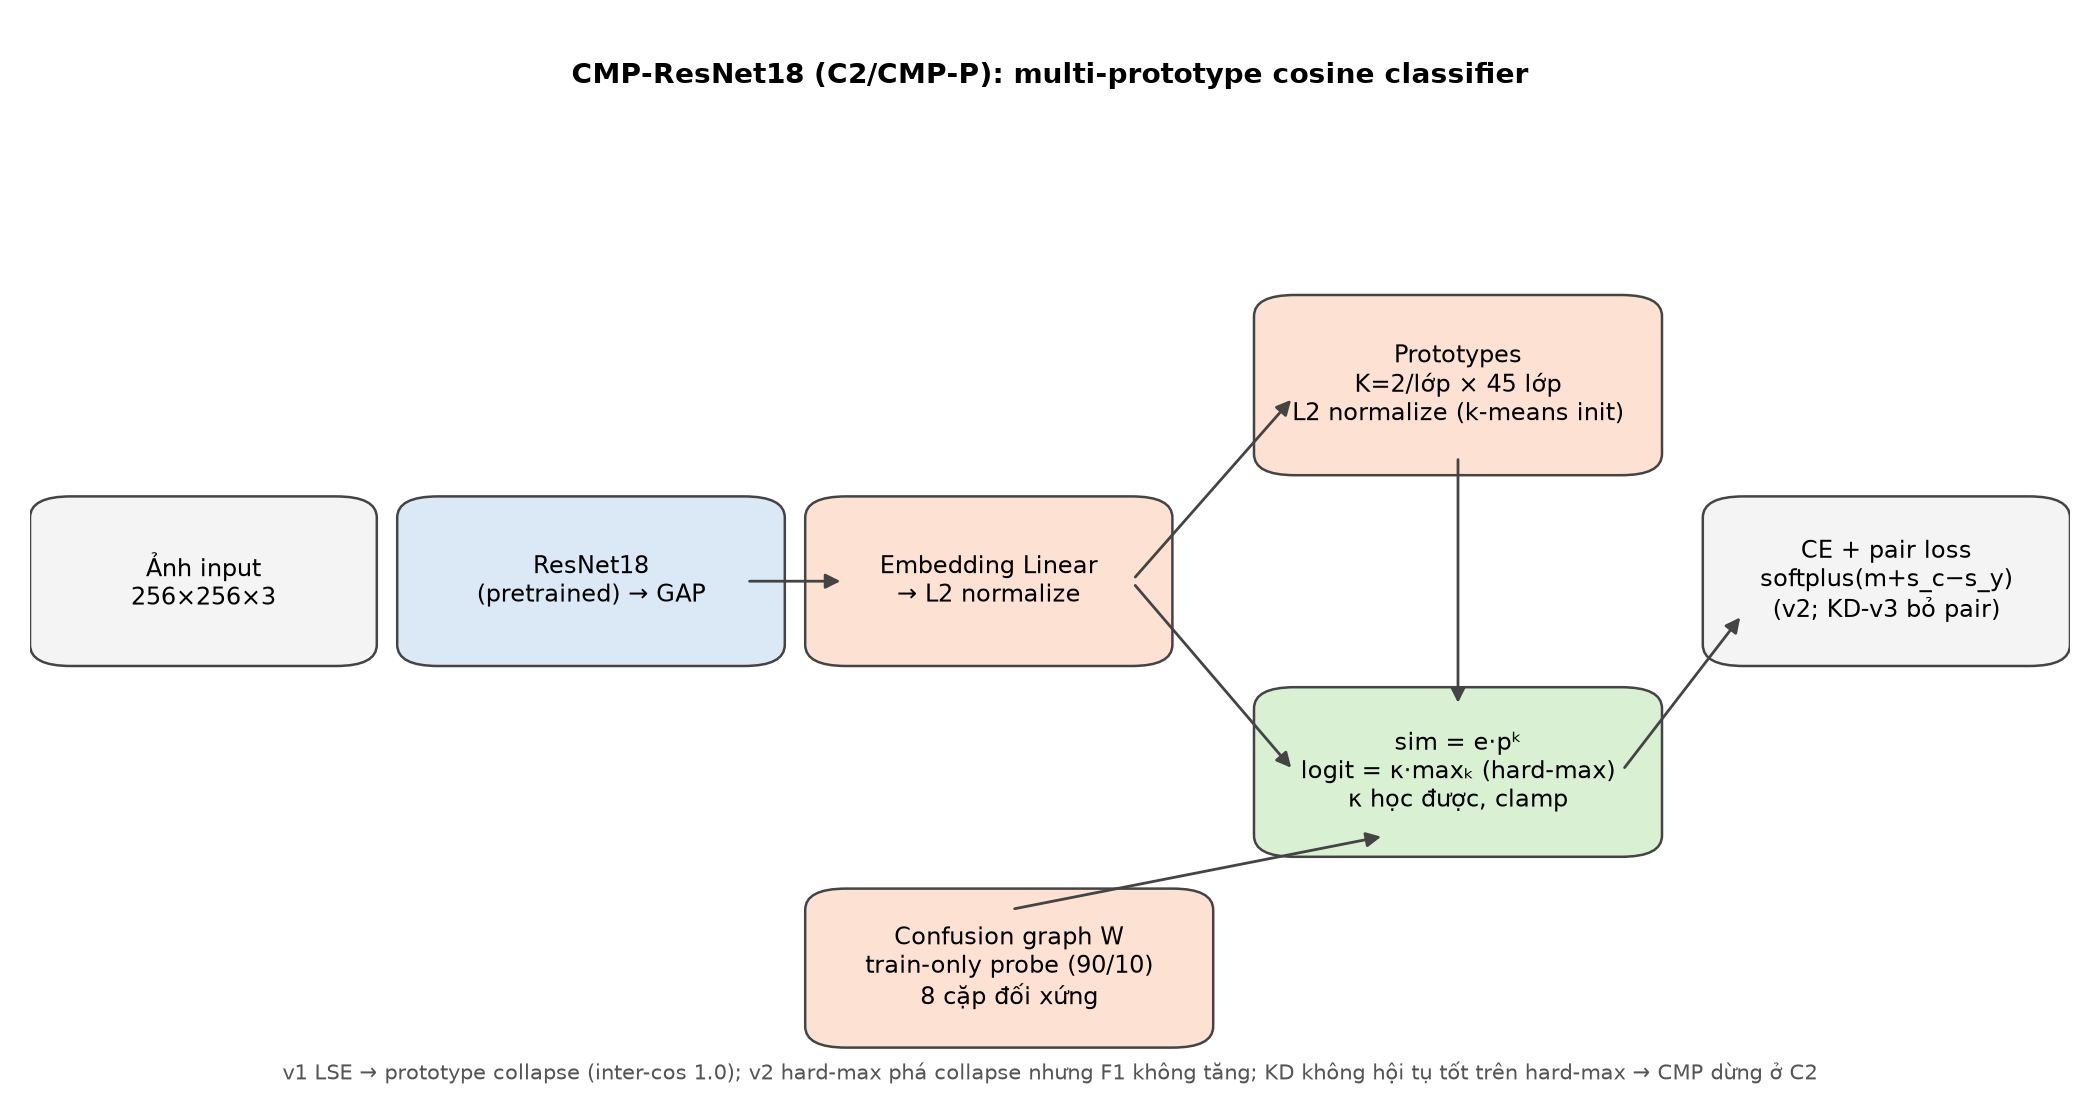 CMP-ResNet18 (C2/CMP-P): multi-prototype cosine classifier
Ảnh input
256×256×3
ResNet18
(pretrained) → GAP
Embedding Linear
→ L2 normalize
Prototypes
K=2/lớp × 45 lớp
L2 normalize (k-means init)
sim = e·pᵏ
logit = κ·maxₖ (hard-max)
κ học được, clamp
CE + pair loss
softplus(m+s_c−s_y)
(v2; KD-v3 bỏ pair)
Confusion graph W
train-only probe (90/10)
8 cặp đối xứng
v1 LSE → prototype collapse (inter-cos 1.0); v2 hard-max phá collapse nhưng F1 không tăng; KD không hội tụ tốt trên hard-max → CMP dừng ở C2